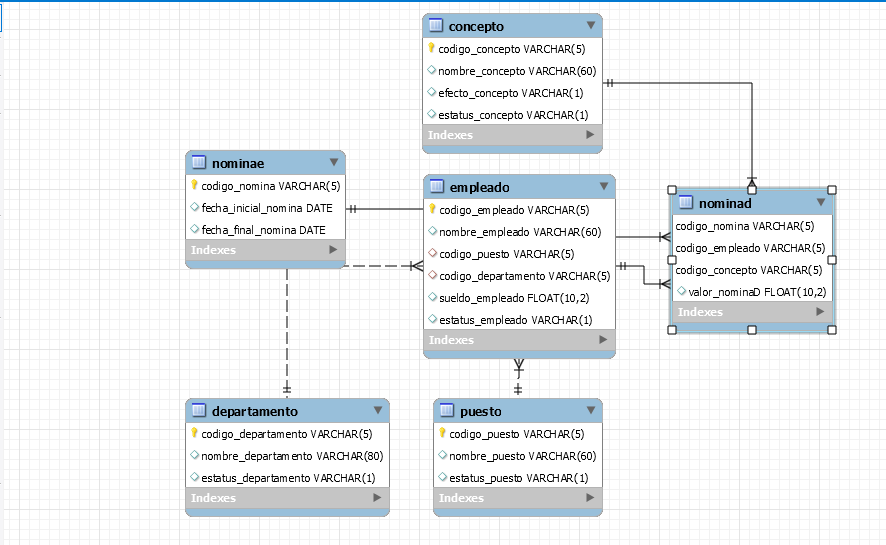 concepto
codigo_concepto VARCHAR(5)
nombre_concepto VARCHAR(60)
efecto_concepto VARCHAR(1)
estatus_concepto VARCHAR(1)
Indexes
nominae
codigo_nomina VARCHAR(5)
fecha_inicial_nomina DATE
fecha_final_nomina DATE
Indexes
empleado
codigo_empleado VARCHAR(5)
nombre_empleado VARCHAR(60)
codigo_puesto VARCHAR(5)
codigo_departamento VARCHAR(5)
sueldo_empleado FLOAT(10,2)
estatus_empleado VARCHAR(1)
Indexes
nominad
codigo_nomina VARCHAR(5)
codigo_empleado VARCHAR(5)
codigo_concepto VARCHAR(5)
valor_nominaD FLOAT(10,2)
Indexes
departamento
codigo_departamento VARCHAR(5)
nombre_departamento VARCHAR(80)
estatus_departamento VARCHAR(1)
Indexes
puesto
codigo_puesto VARCHAR(5)
nombre_puesto VARCHAR(60)
estatus_puesto VARCHAR(1)
Indexes